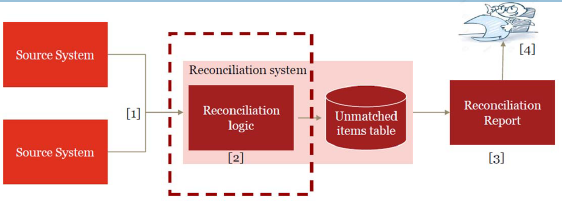 Source System
Source System
[1]
Reconciliation system
Reconciliation
logic
[2]
Unmatched
items table
Reconciliation
Report
[3]
[4]